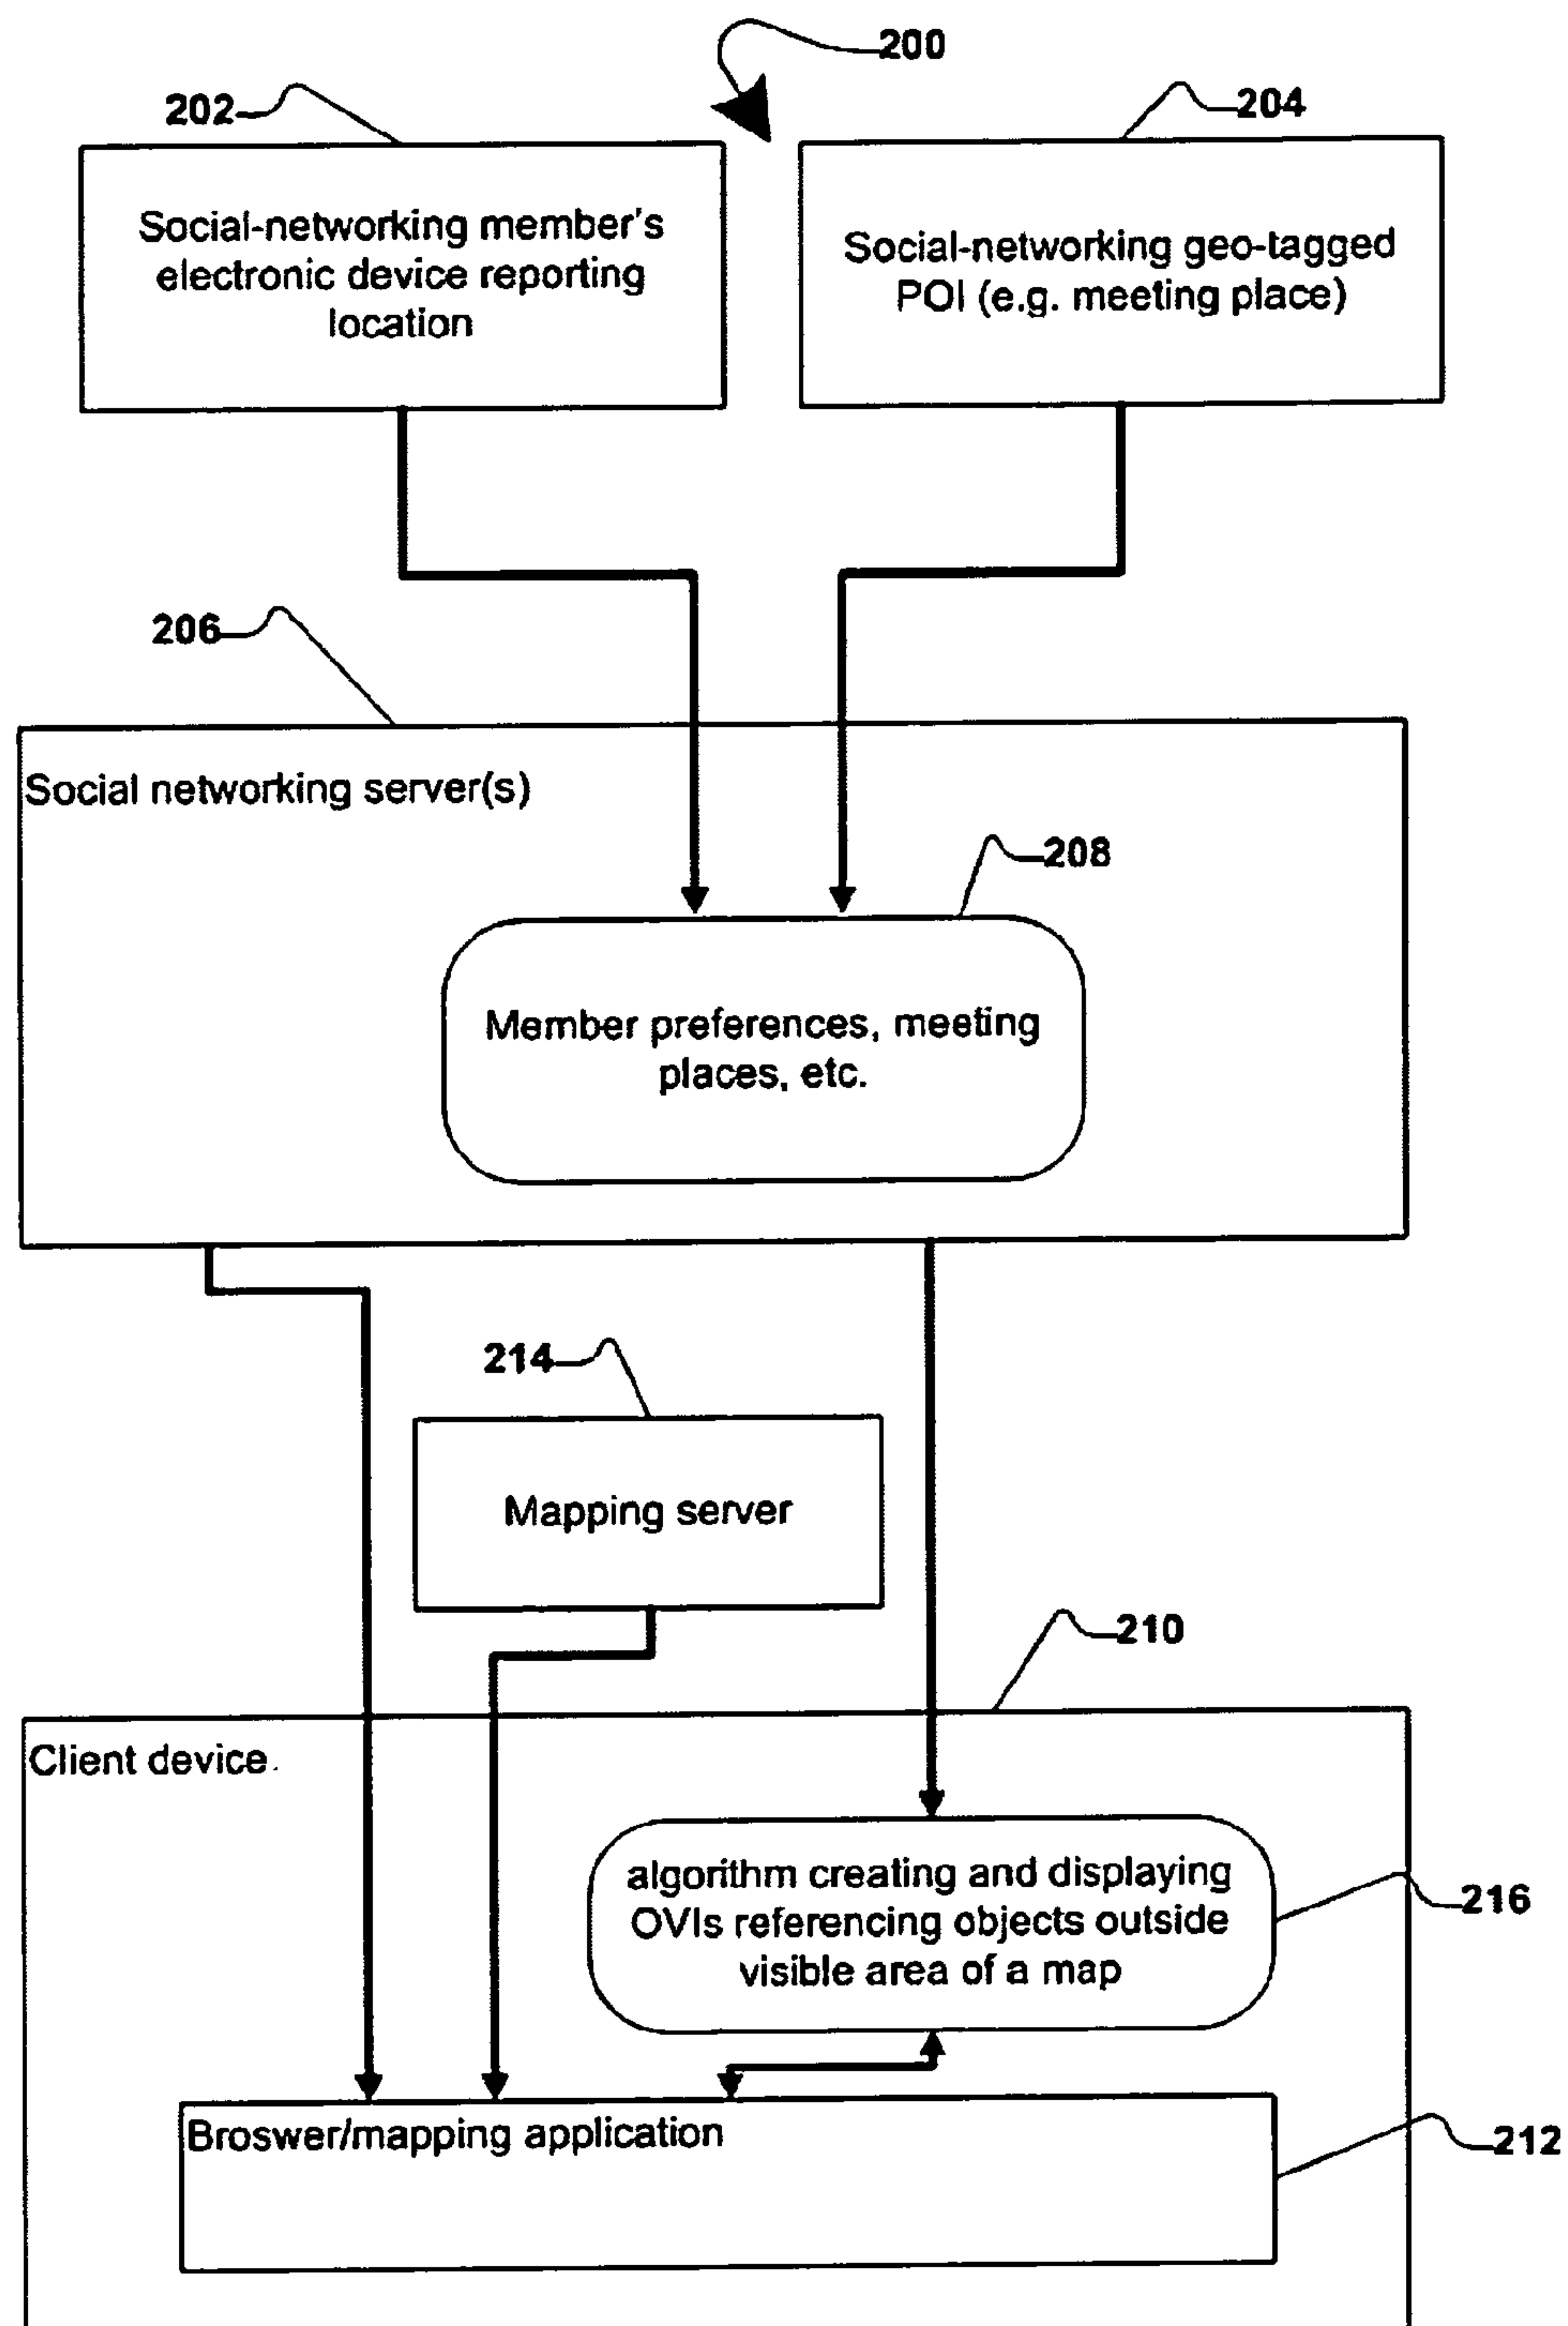 200
202
204
Social-networking member's
electronic device reporting
location
Social-networking geo-tagged
POI (e.g. meeting place)
206
Social networking server(s)
208
Member preferences, meeting
places, etc.
214
Mapping server
210
Client device.
algorithm creating and displaying
OVIs referencing objects outside
visible area of a map
216
Broswer/mapping application
212